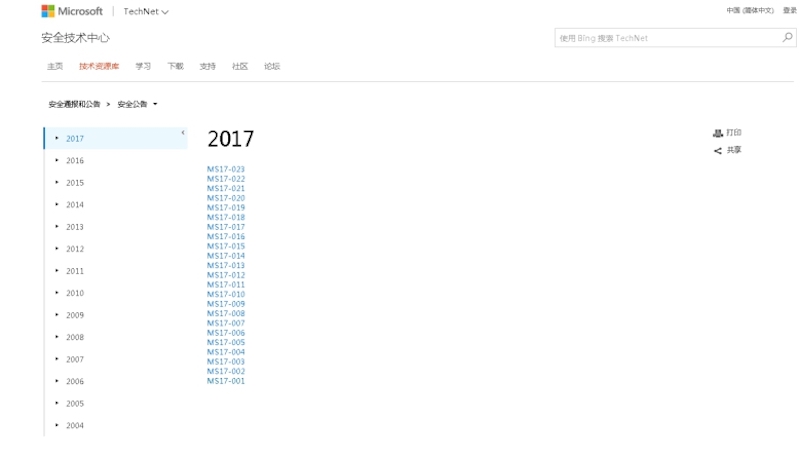 Microsoft | TechNet
中国 (简体中文) 登录
安全技术中心
使用 Bing 搜索 TechNet
主页 技术资源库 学习 下载 支持 社区 论坛
安全通报和公告 > 安全公告
2017
2016
2015
2014
2013
2012
2011
2010
2009
2008
2007
2006
2005
2004
2017
MS17-023
MS17-022
MS17-021
MS17-020
MS17-019
MS17-018
MS17-017
MS17-016
MS17-015
MS17-014
MS17-013
MS17-012
MS17-011
MS17-010
MS17-009
MS17-008
MS17-007
MS17-006
MS17-005
MS17-004
MS17-003
MS17-002
MS17-001
打印
共享